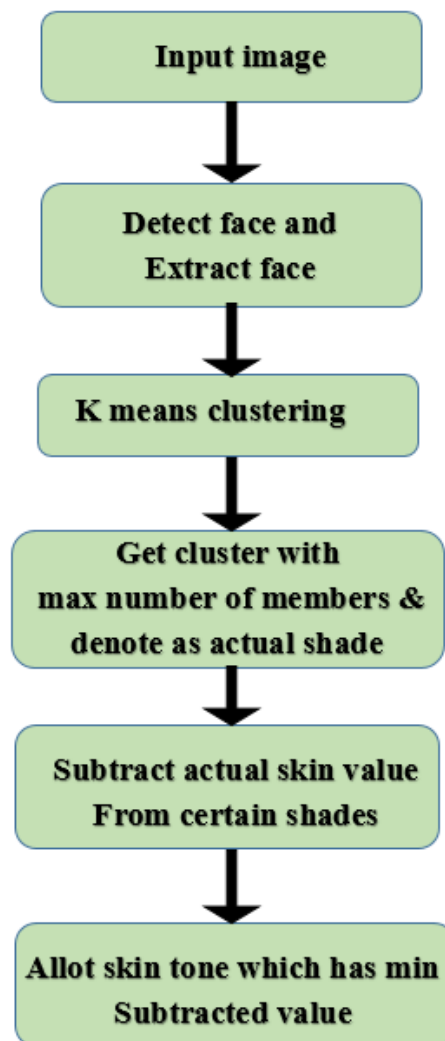 Input image
Detect face and
Extract face
K means clustering
Get cluster with
max number of members &
denote as actual shade
Subtract actual skin value
From certain shades
Allot skin tone which has min
Subtracted value